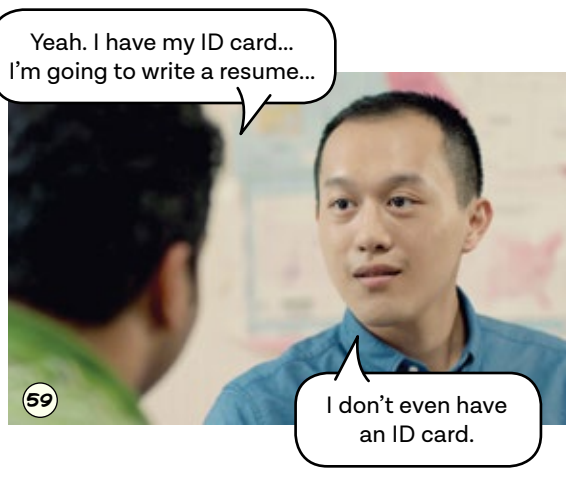 Yeah. I have my ID card...
I'm going to write a resume...
59
I don't even have
an ID card.